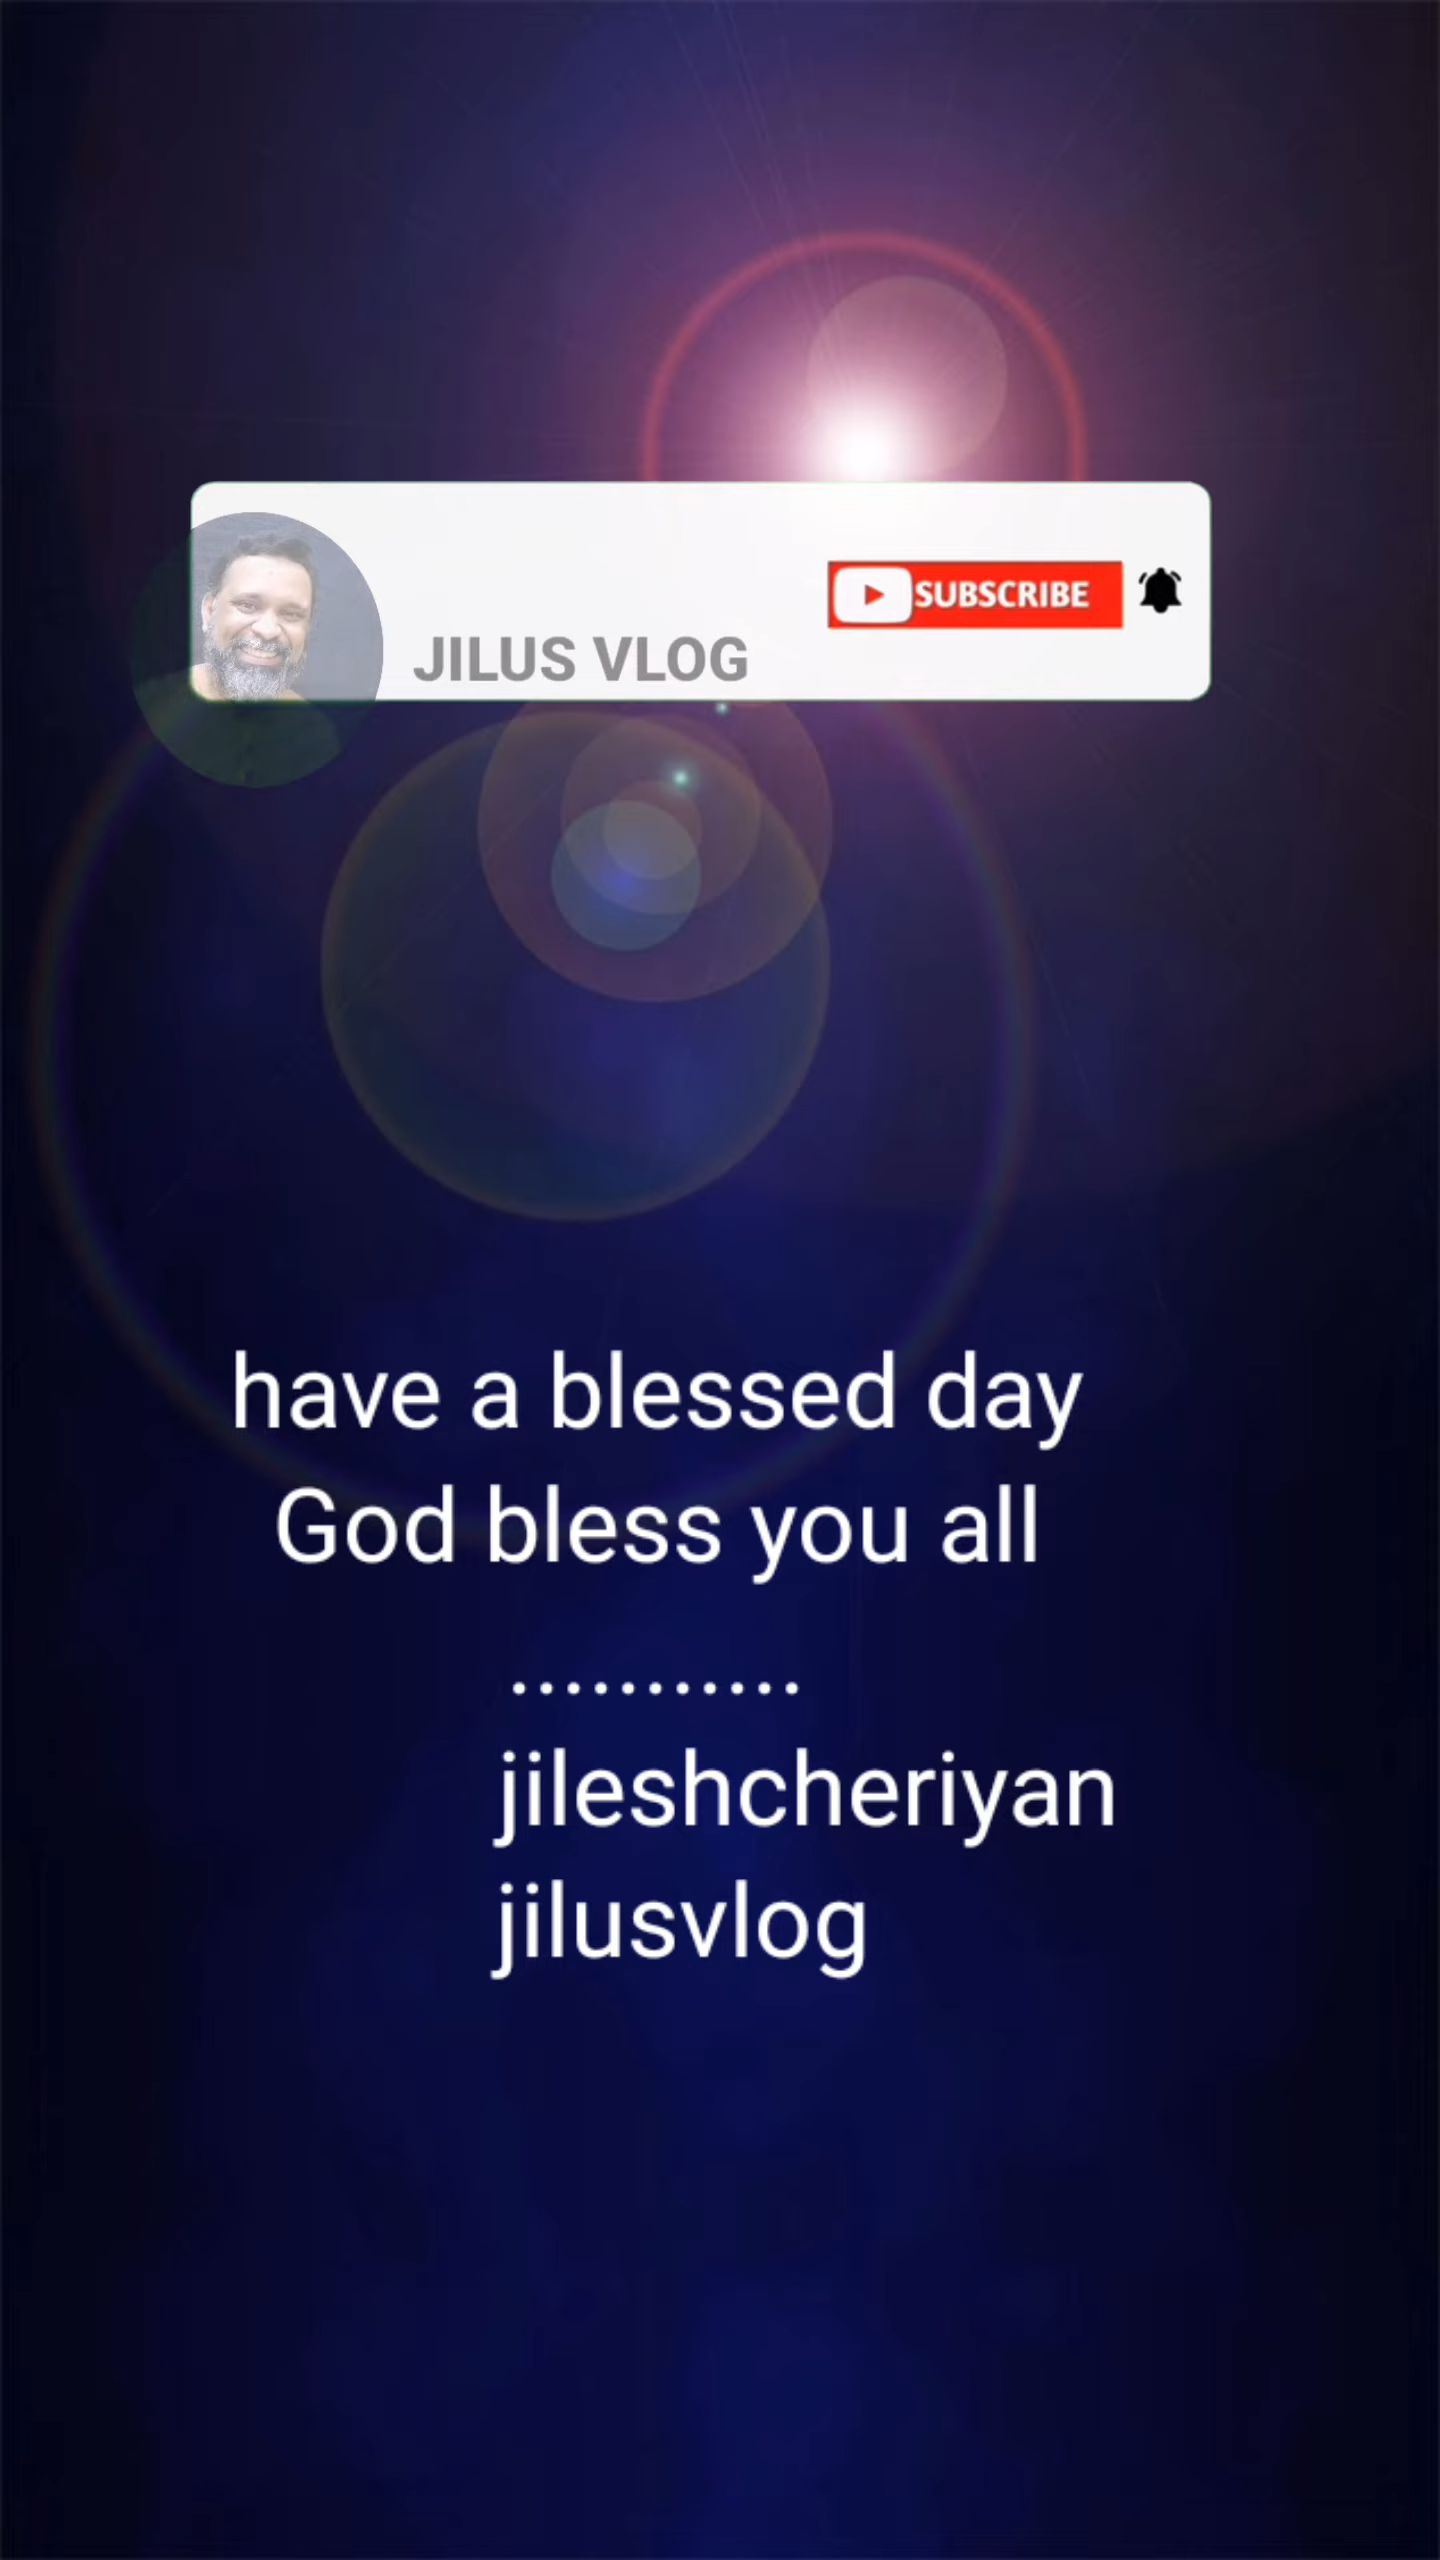 SUBSCRIBE
JILUS VLOG
have a blessed day
God bless you all
...........
jileshcheriyan
jilusvlog